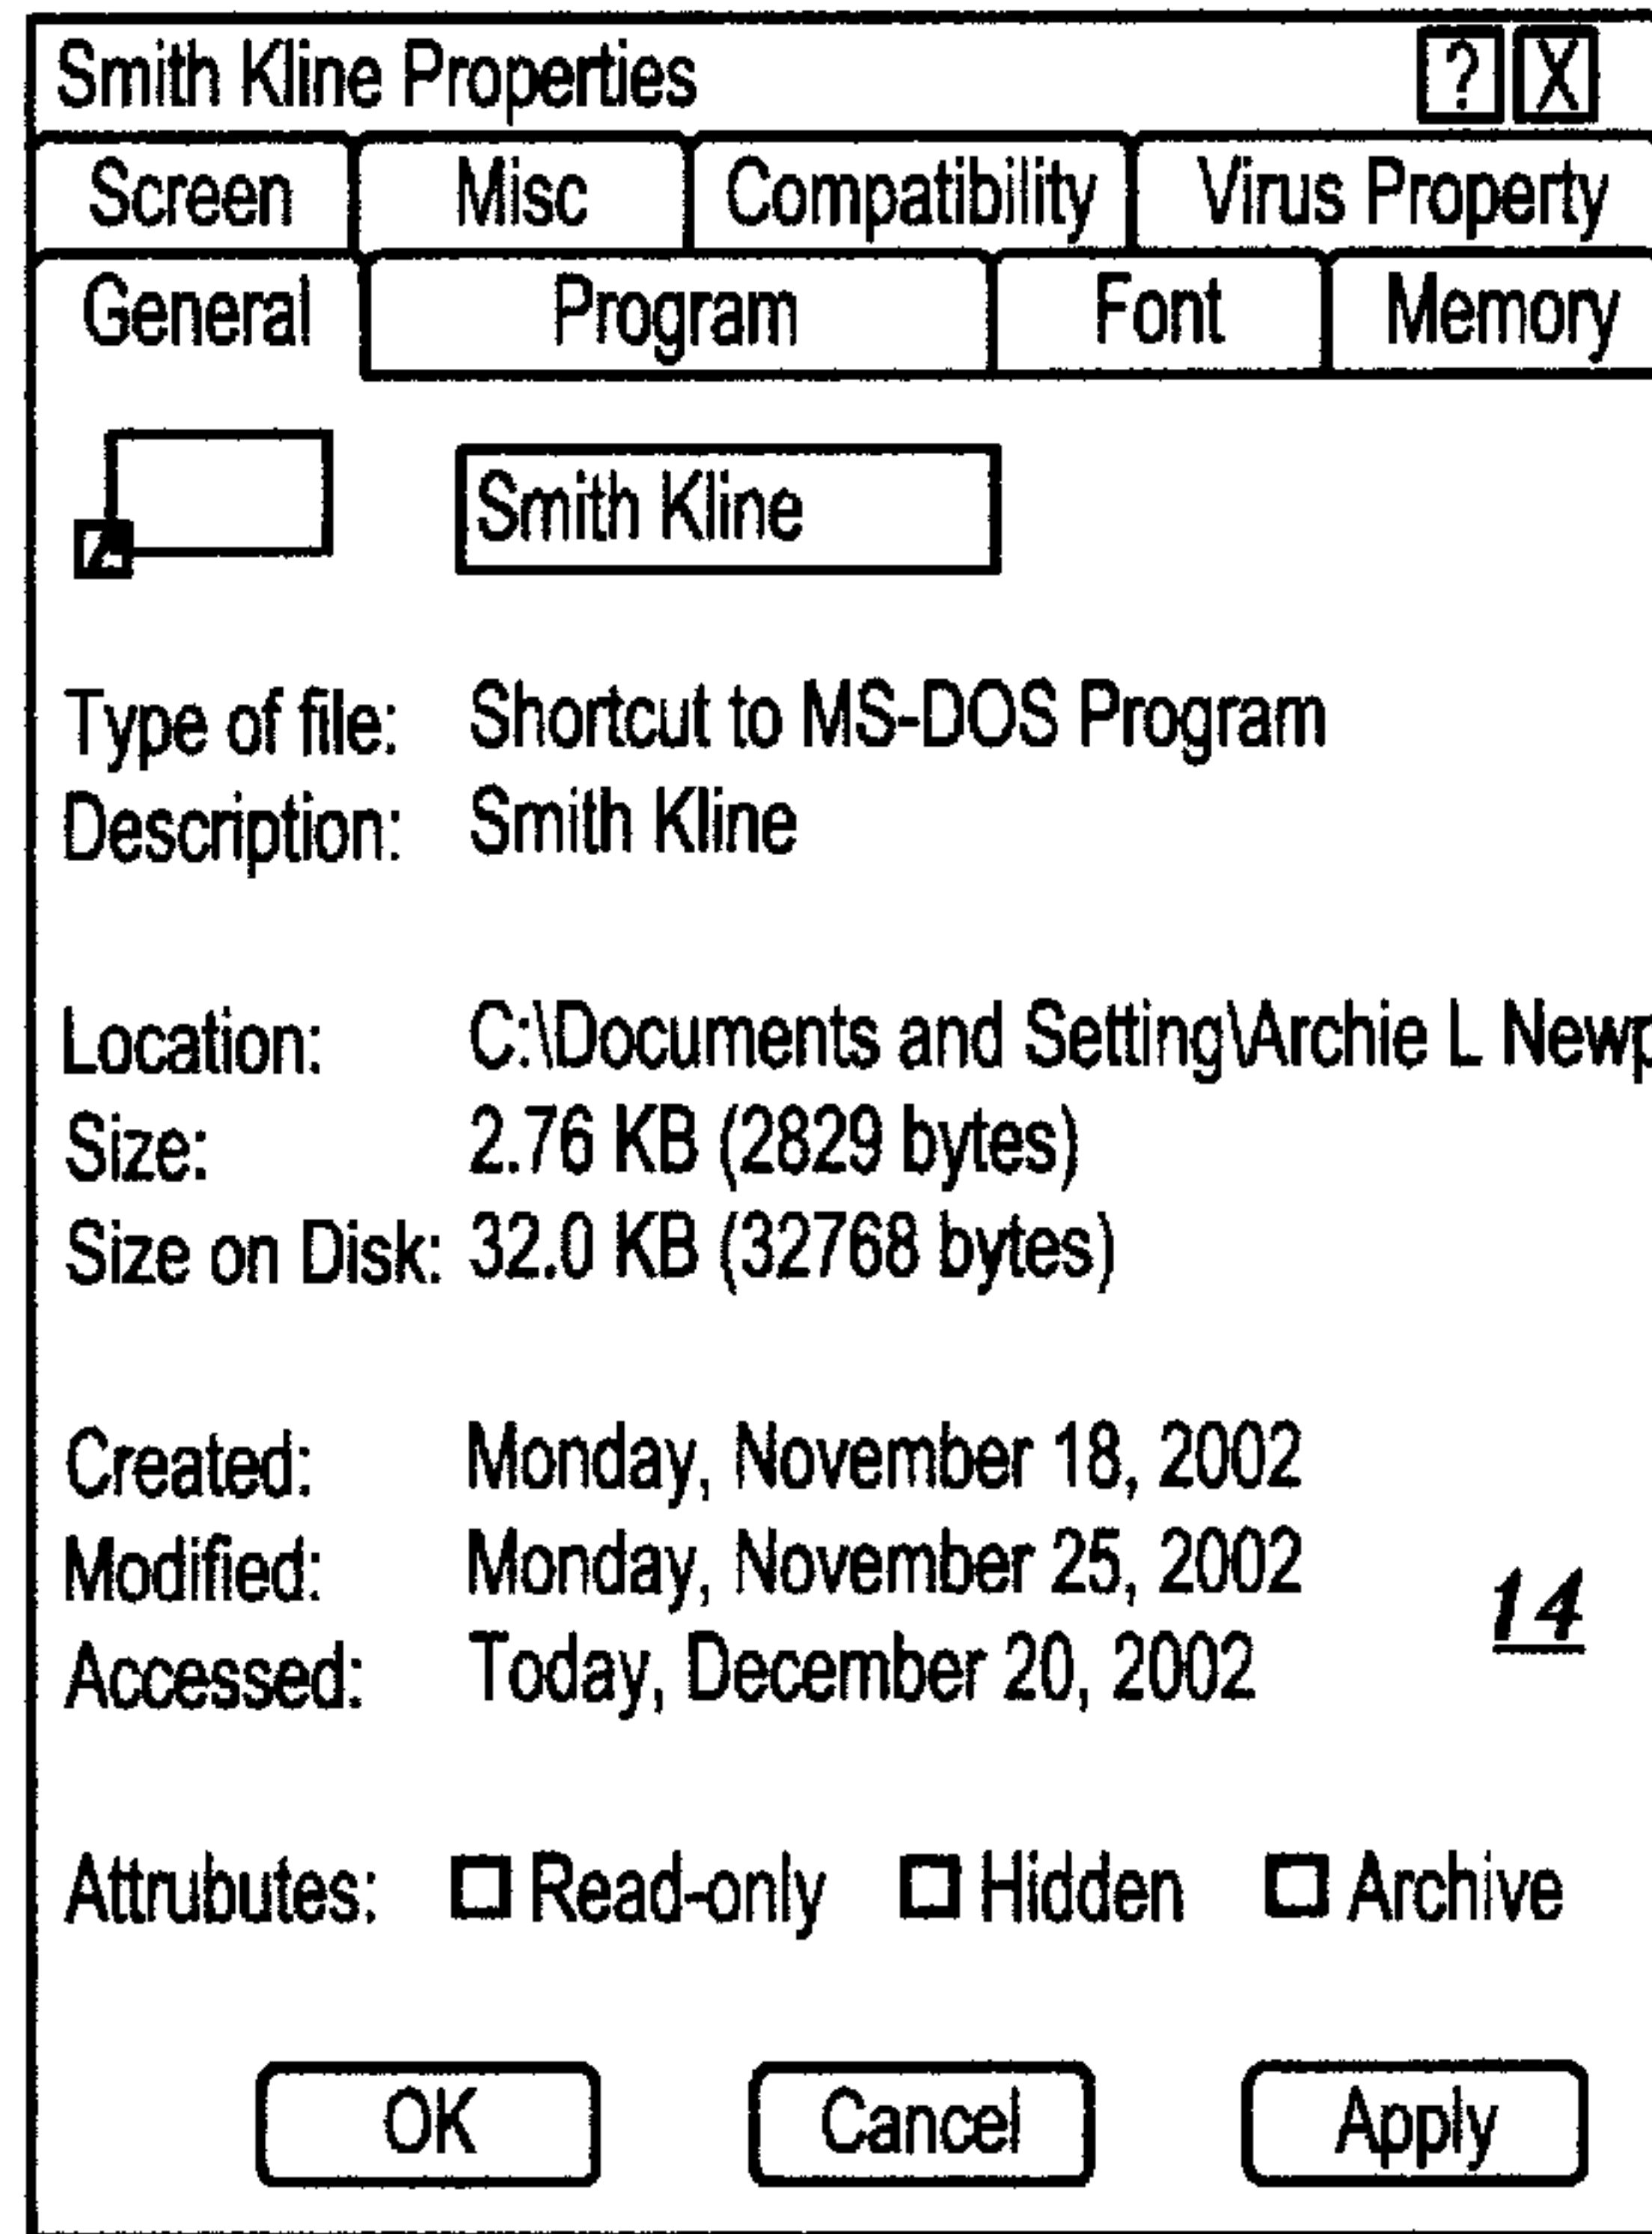 Smith Kline Properties ? X
Screen Misc Compatibility Virus Property
General Program Font Memory
Smith Kline
Type of file: Shortcut to MS-DOS Program
Description: Smith Kline
Location: C:\Documents and Setting\Archie L Newp
Size: 2.76 KB (2829 bytes)
Size on Disk: 32.0 KB (32768 bytes)
Created: Monday, November 18, 2002
Modified: Monday, November 25, 2002
14
Accessed: Today, December 20, 2002
Attrubutes: Read-only Hidden Archive
OK Cancel Apply